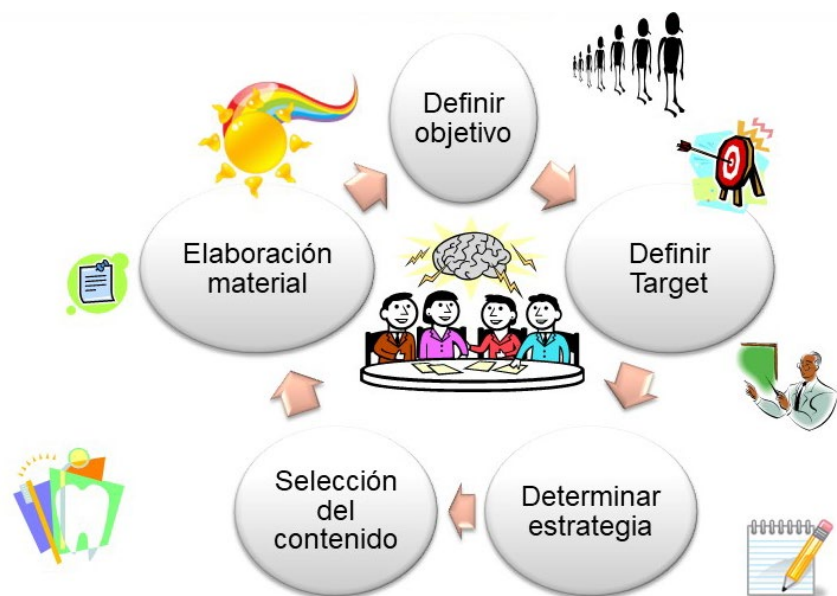 Definir
objetivo
Definir
Target
Determinar
estrategia
Selección
del
contenido
Elaboración
material